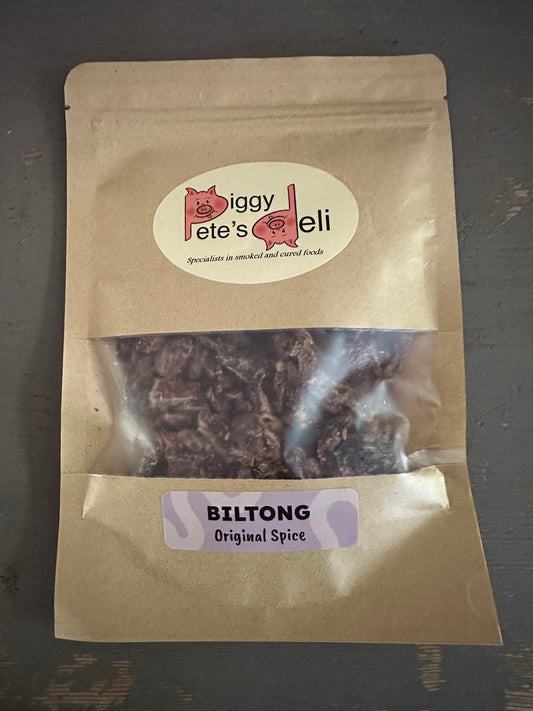 Piggy
Pete's deli
Specialists in smoked and cured foods
BILTONG
Original Spice